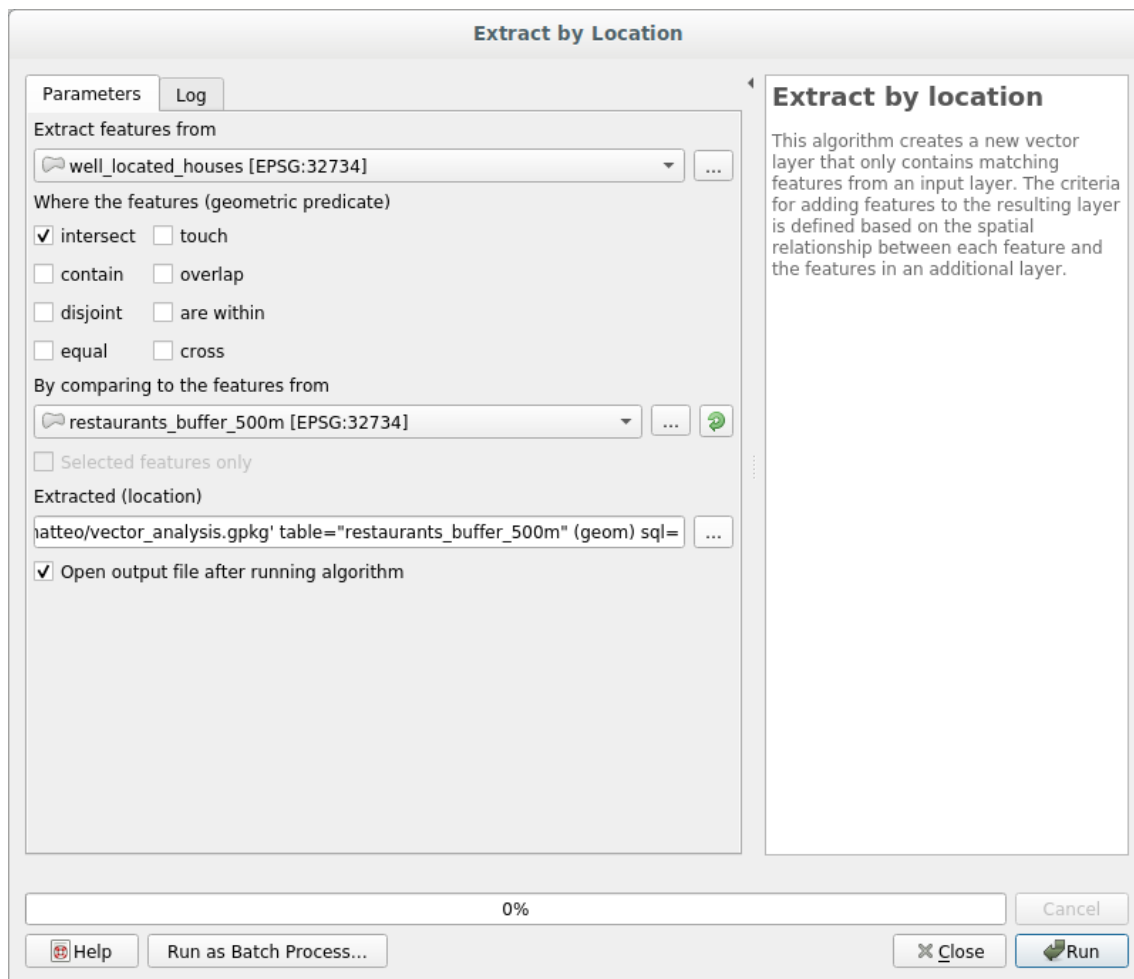 Extract by Location
Parameters
Log
Extract features from
well_located_houses [EPSG:32734]
...
Where the features (geometric predicate)
intersect
touch
contain
overlap
disjoint
are within
equal
cross
By comparing to the features from
restaurants_buffer_500m [EPSG:32734]
...
Selected features only
Extracted (location)
natteo/vector_analysis.gpkg' table="restaurants_buffer_500m" (geom) sql=
...
Open output file after running algorithm
Extract by location
This algorithm creates a new vector
layer that only contains matching
features from an input layer. The criteria
for adding features to the resulting layer
is defined based on the spatial
relationship between each feature and
the features in an additional layer.
0%
Cancel
Help
Run as Batch Process...
Close
Run